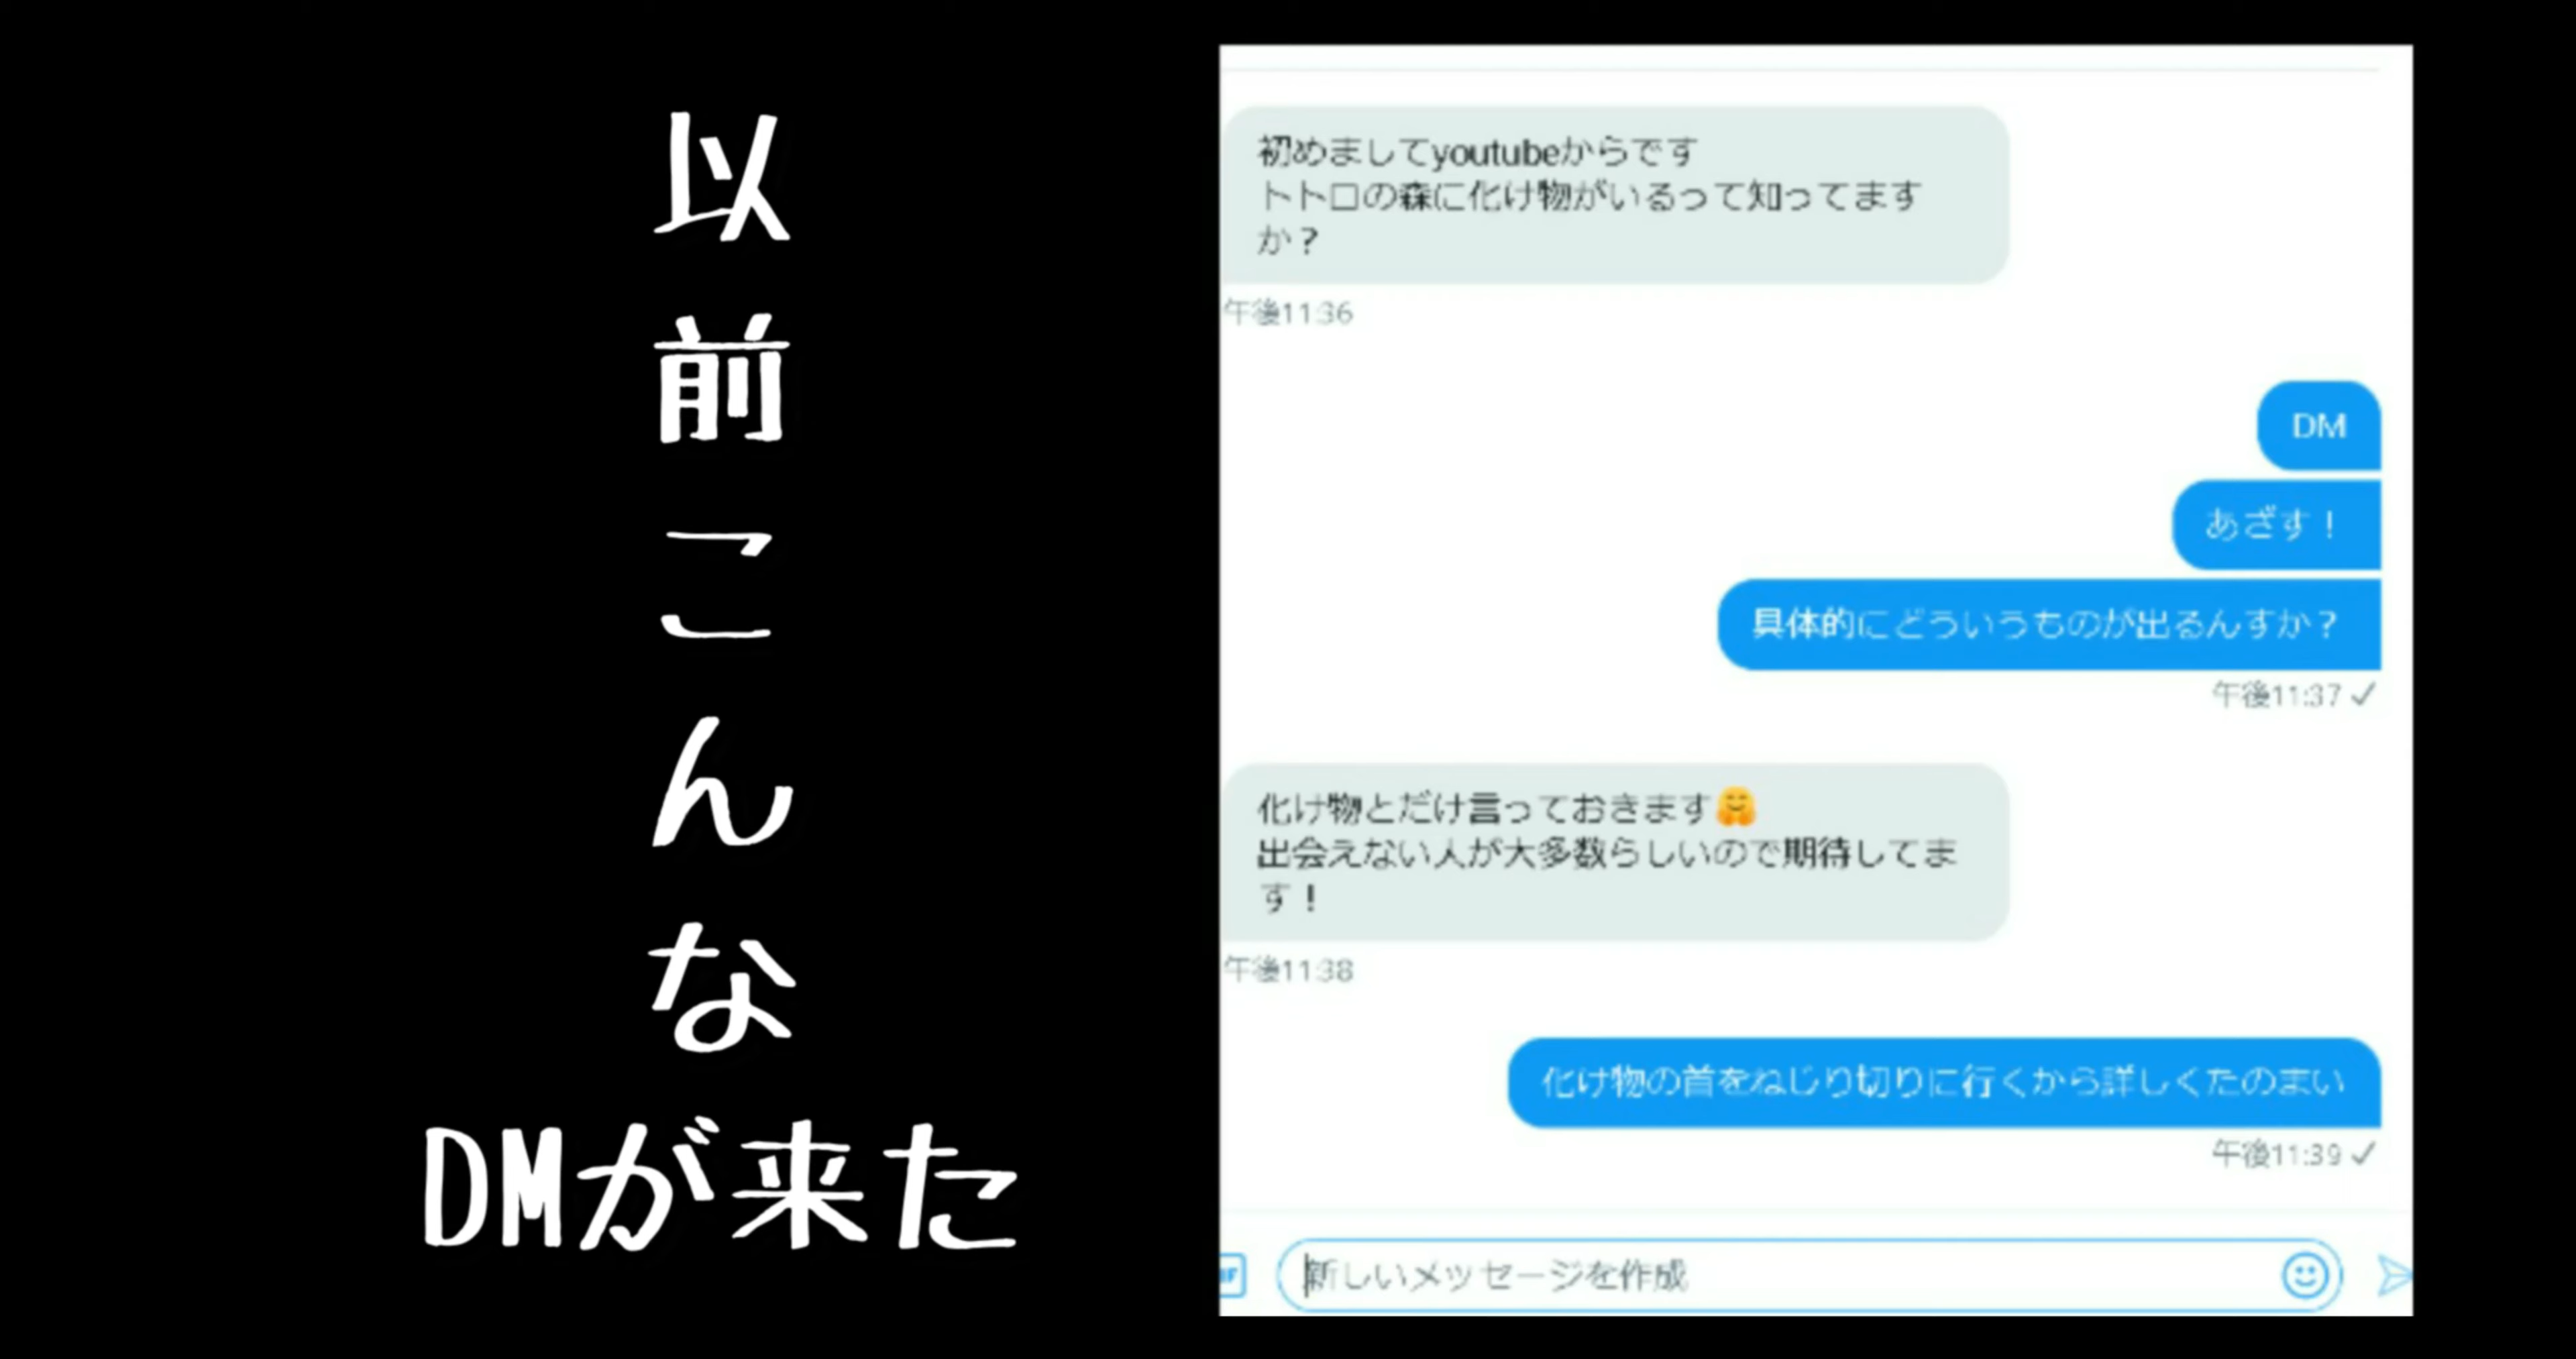 以前こんな
DMが来た
初めましてyoutubeからです
トトロの森に化け物がいるって知ってます
か？
午後11:36
DM
あざす！
具体的にどういうものが出るんすか？
午後11:37 ✓
化け物とだけ言っておきます🤗
出会えない人が大多数らしいので期待してま
す！
午後11:38
化け物の首をねじり切りに行くから詳しくたのまい
午後11:39 ✓
新しいメッセージを作成